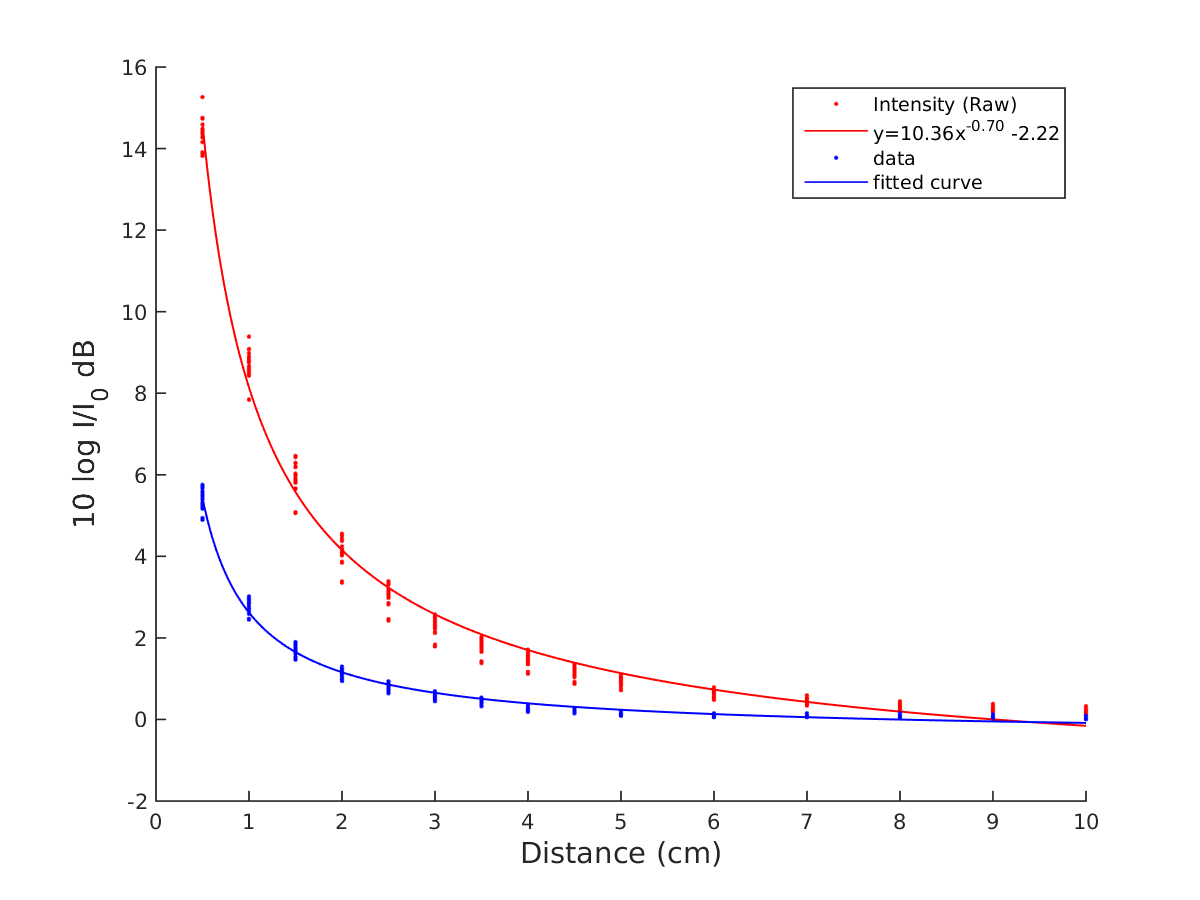 16
14
12
10
8
6
4
2
0
-2
10 log I/I0 dB
Intensity (Raw)
y=10.36x-0.70 -2.22
data
fitted curve
0 1 2 3 4 5 6 7 8 9 10
Distance (cm)